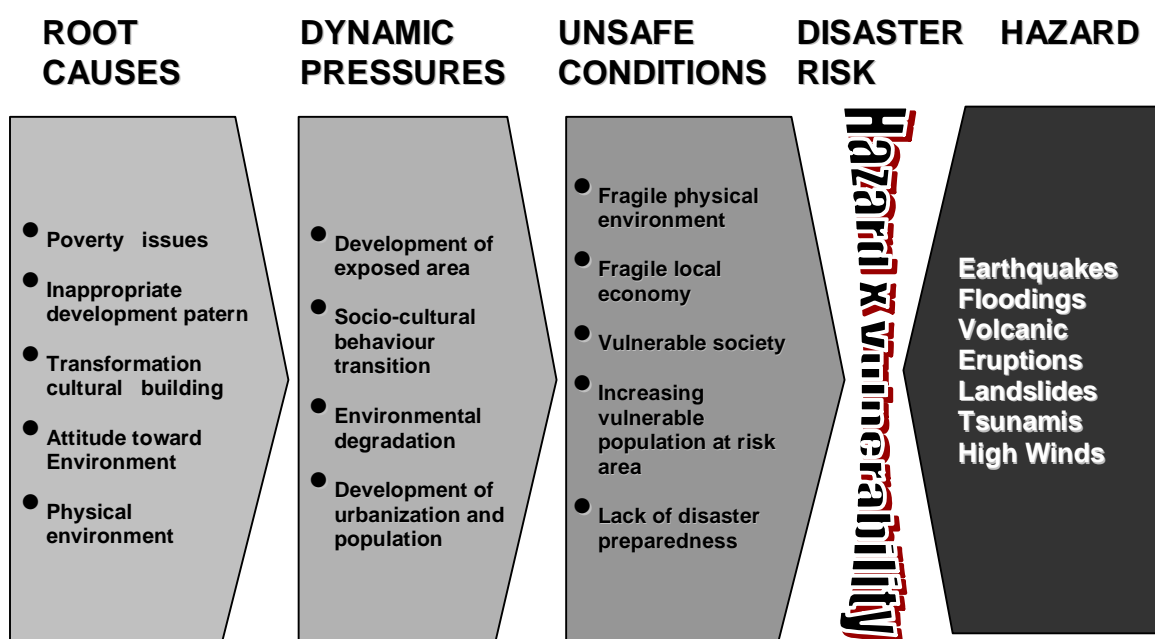 ROOT
CAUSES
DYNAMIC
PRESSURES
UNSAFE
CONDITIONS
DISASTER
RISK
HAZARD
● Poverty issues
● Inappropriate
development patern
● Transformation
cultural building
● Attitude toward
Environment
● Physical
environment
● Development of
exposed area
● Socio-cultural
behaviour
transition
● Environmental
degradation
● Development of
urbanization and
population
● Fragile physical
environment
● Fragile local
economy
● Vulnerable society
● Increasing
vulnerable
population at risk
area
● Lack of disaster
preparedness
Hazard x Vulnerability
Earthquakes
Floodings
Volcanic
Eruptions
Landslides
Tsunamis
High Winds